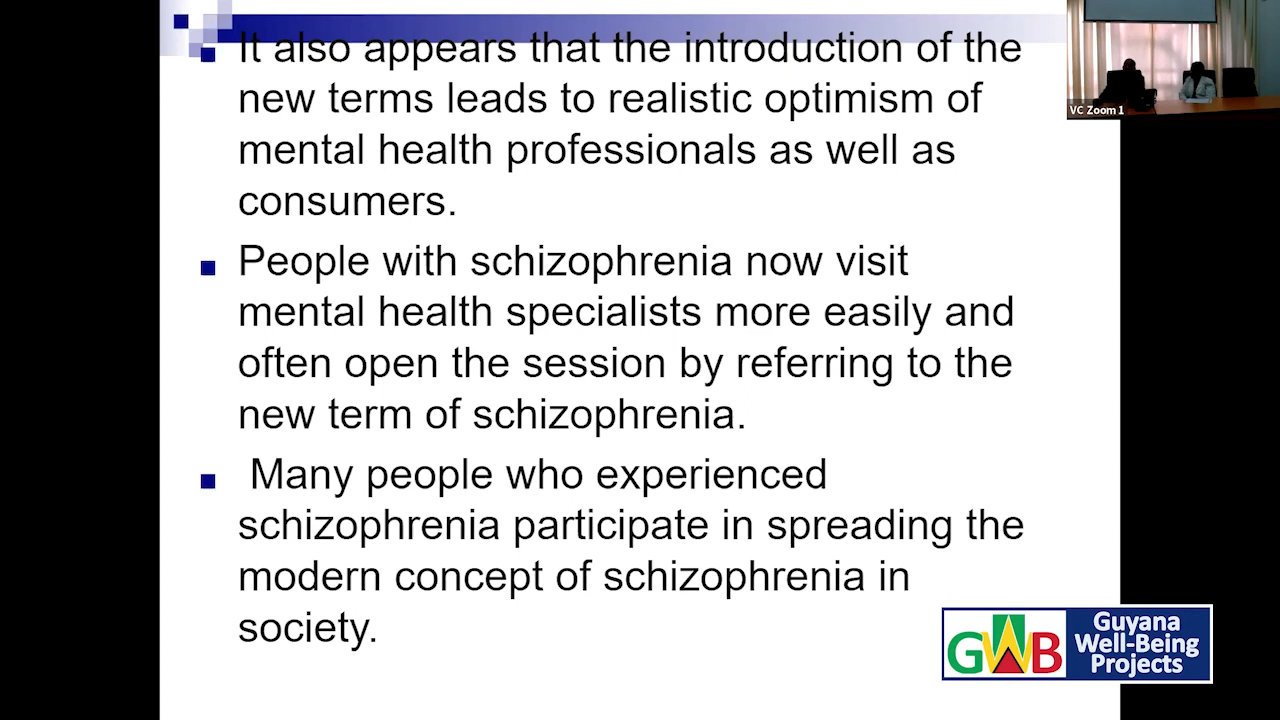 It also appears that the introduction of the
new terms leads to realistic optimism of
mental health professionals as well as
consumers.
People with schizophrenia now visit
mental health specialists more easily and
often open the session by referring to the
new term of schizophrenia.
Many people who experienced
schizophrenia participate in spreading the
modern concept of schizophrenia in
society.
VC Zoom 1
GWB
Guyana
Well-Being
Projects